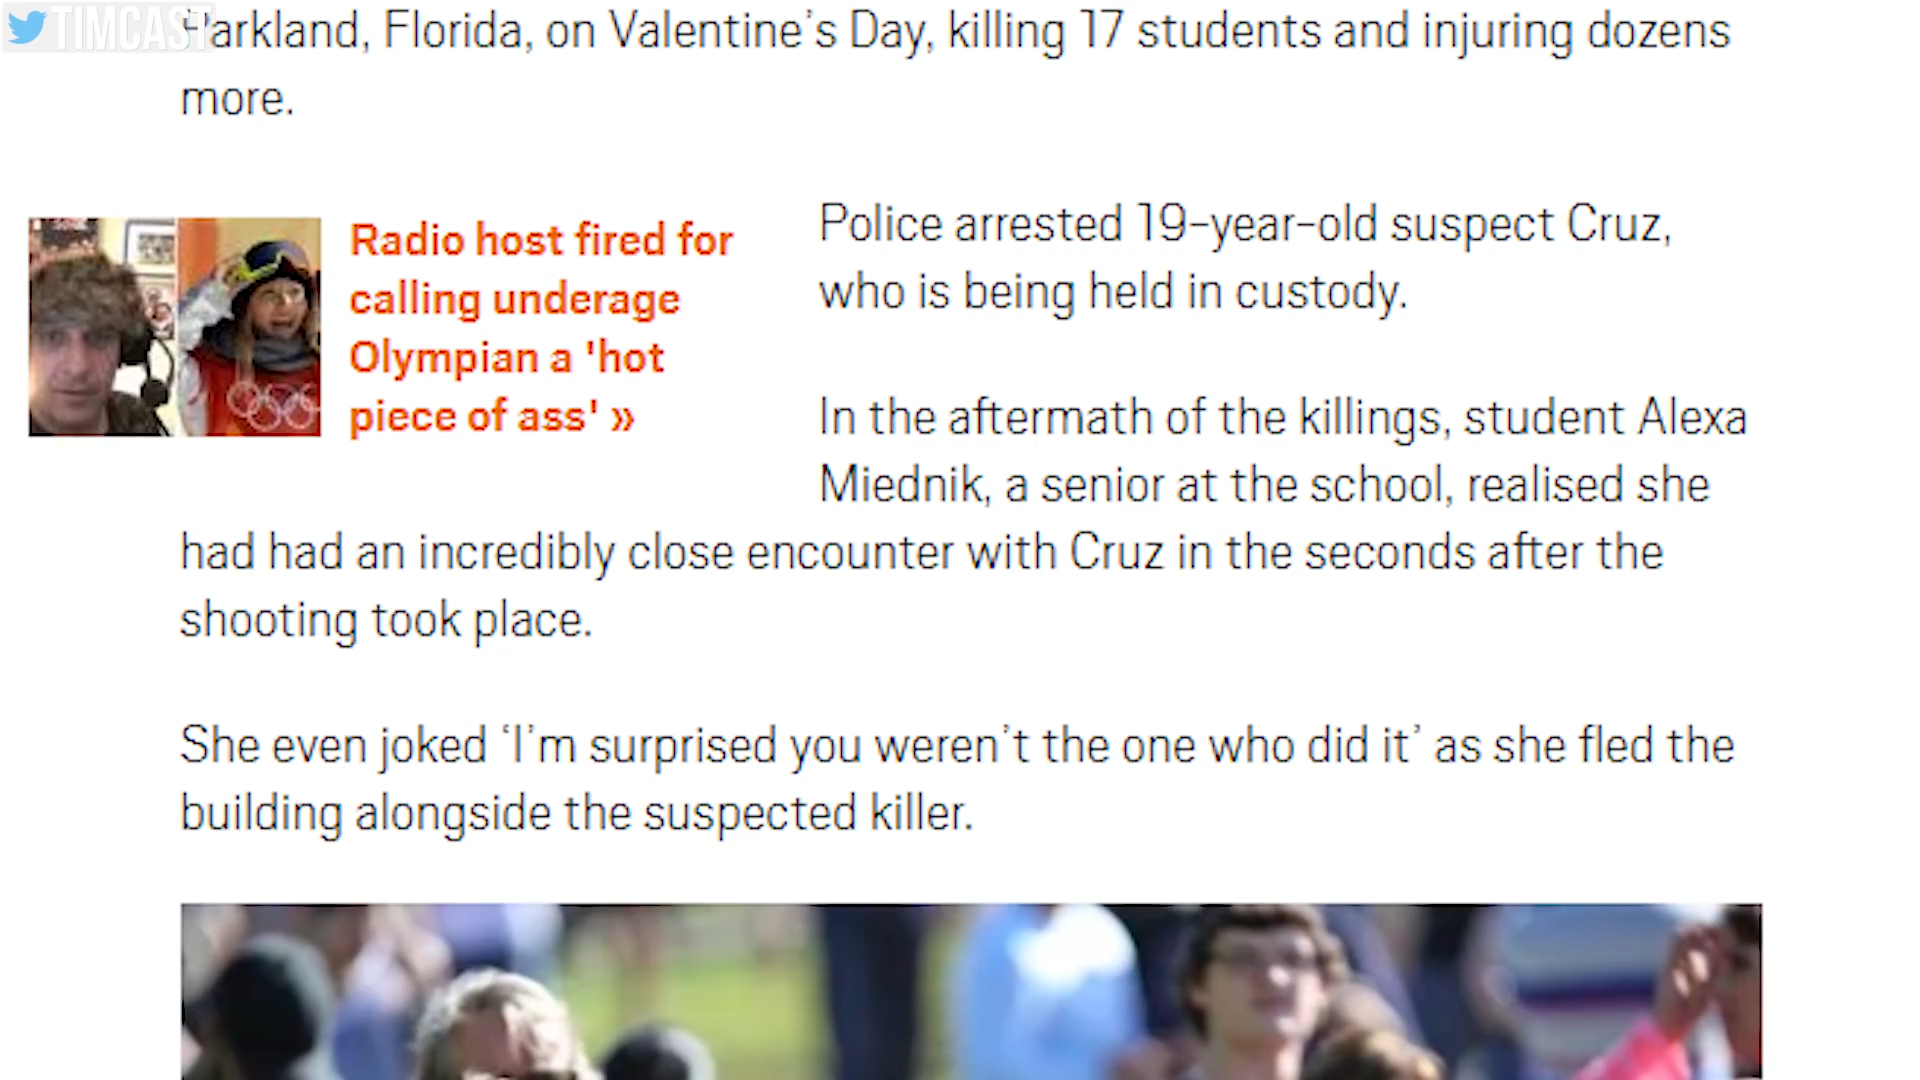 TIMCAST
Parkland, Florida, on Valentine's Day, killing 17 students and injuring dozens
more.
Radio host fired for
calling underage
Olympian a 'hot
piece of ass' »
Police arrested 19-year-old suspect Cruz,
who is being held in custody.
In the aftermath of the killings, student Alexa
Miednik, a senior at the school, realised she
had had an incredibly close encounter with Cruz in the seconds after the
shooting took place.
She even joked ‘I’m surprised you weren’t the one who did it’ as she fled the
building alongside the suspected killer.